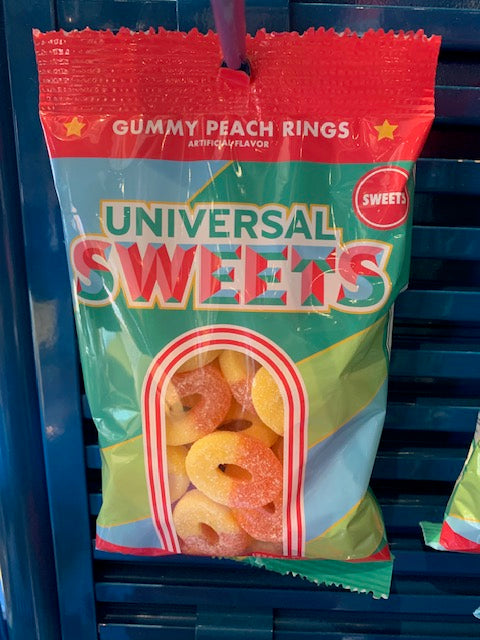 GUMMY PEACH RINGS
ARTIFICIAL FLAVOR
SWEETS
UNIVERSAL
SWEETS